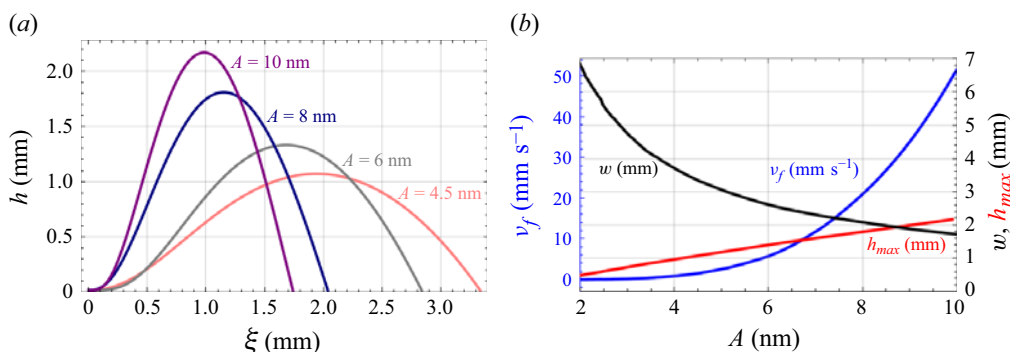 (a)
2.0
1.5
1.0
0.5
0
h (mm)
A = 10 nm
A = 8 nm
A = 6 nm
A = 4.5 nm
0
0.5
1.0
1.5
2.0
2.5
3.0
ξ (mm)
(b)
50
40
30
20
10
0
v_f (mm s⁻¹)
w (mm)
v_f (mm s⁻¹)
h_max (mm)
7
6
5
4
3
2
1
0
w, h_max (mm)
2
4
6
8
10
A (nm)